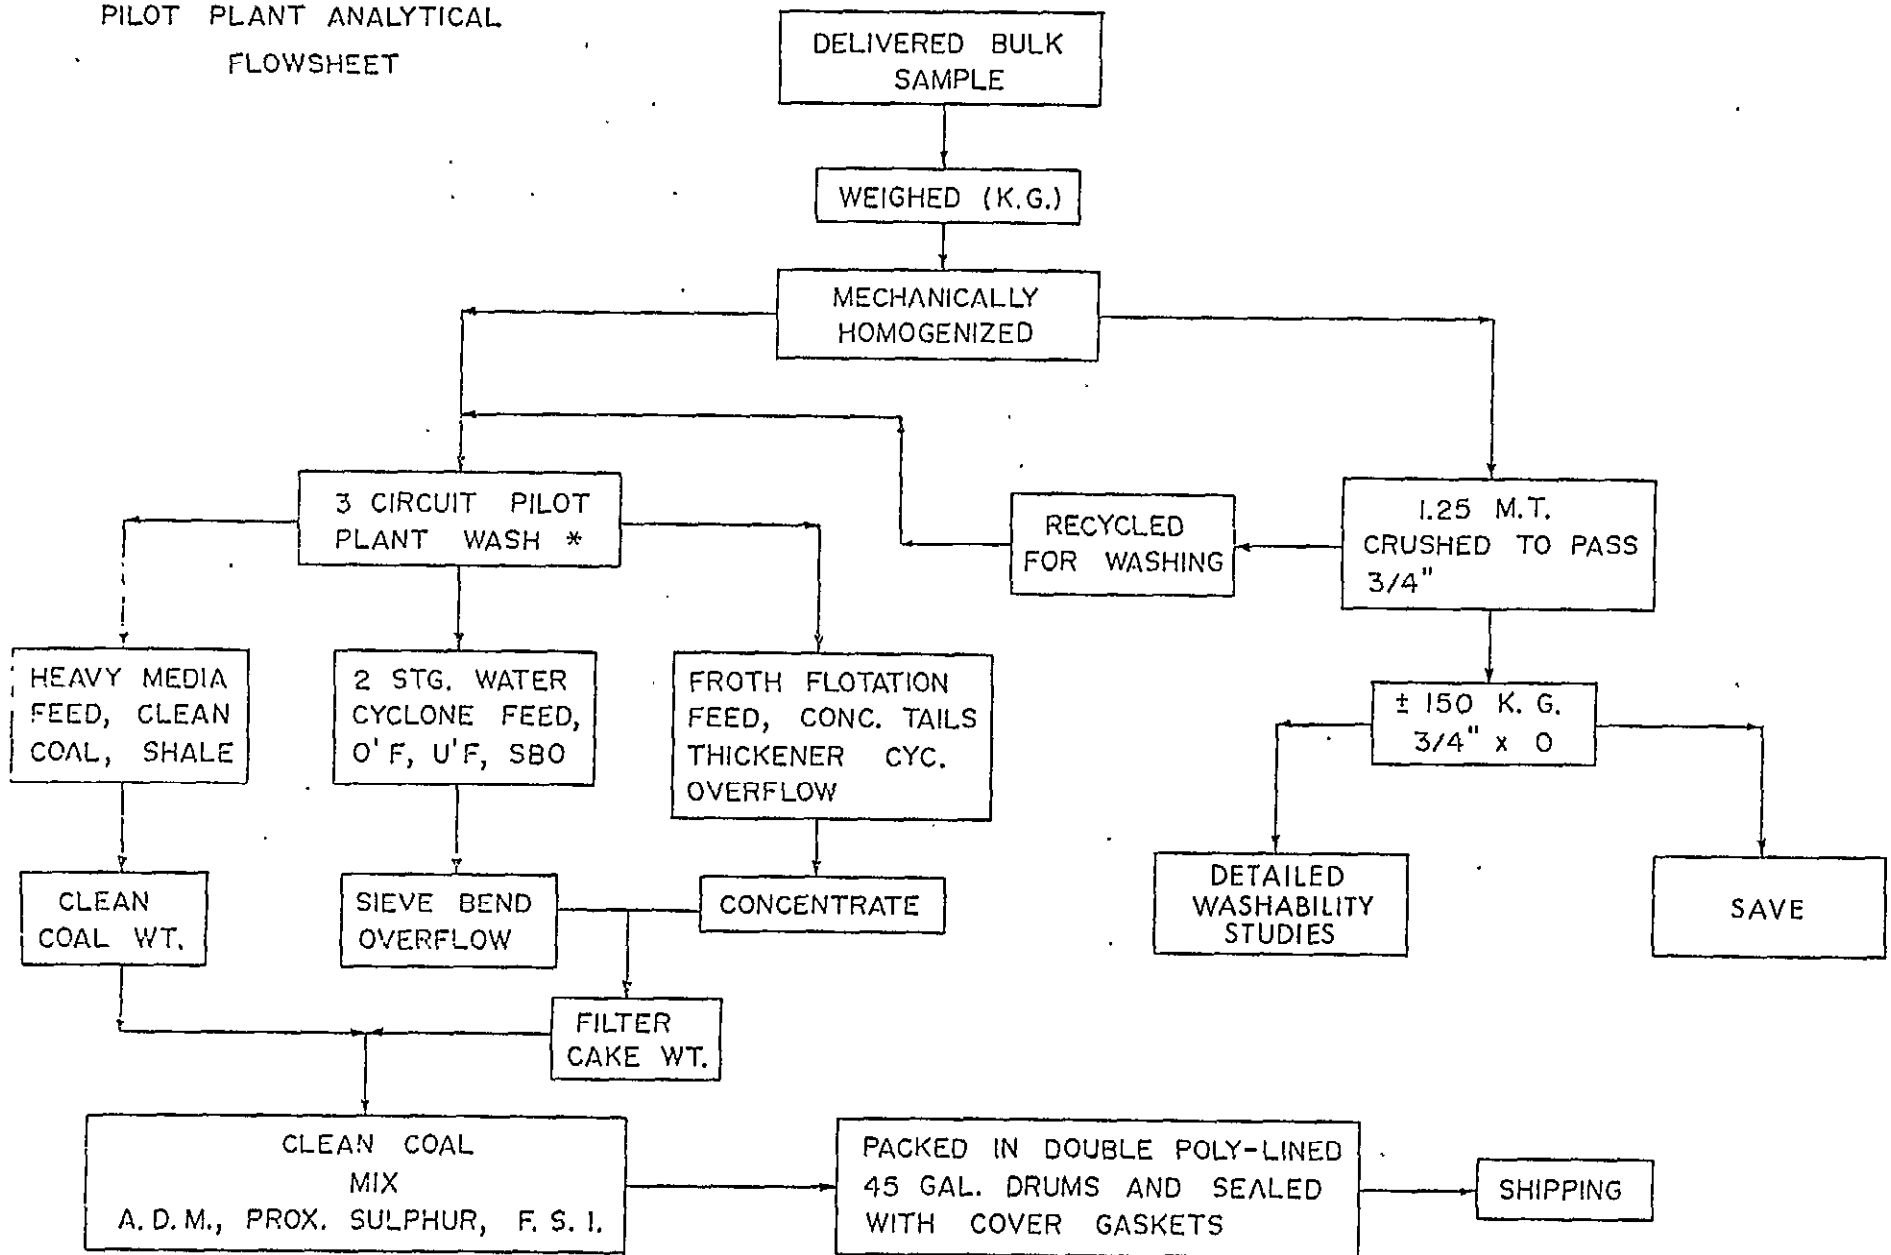 PILOT PLANT ANALYTICAL
FLOWSHEET
DELIVERED BULK
SAMPLE
WEIGHED (K.G.)
MECHANICALLY
HOMOGENIZED
3 CIRCUIT PILOT
PLANT WASH *
RECYCLED
FOR WASHING
1.25 M.T.
CRUSHED TO PASS
3/4"
HEAVY MEDIA
FEED, CLEAN
COAL, SHALE
2 STG. WATER
CYCLONE FEED,
O'F, U'F, SBO
FROTH FLOTATION
FEED, CONC. TAILS
THICKENER CYC.
OVERFLOW
± 150 K.G.
3/4" x 0
CLEAN
COAL WT.
SIEVE BEND
OVERFLOW
CONCENTRATE
DETAILED
WASHABILITY
STUDIES
SAVE
FILTER
CAKE WT.
CLEAN COAL
MIX
A.D.M., PROX. SULPHUR, F.S.I.
PACKED IN DOUBLE POLY-LINED
45 GAL. DRUMS AND SEALED
WITH COVER GASKETS
SHIPPING